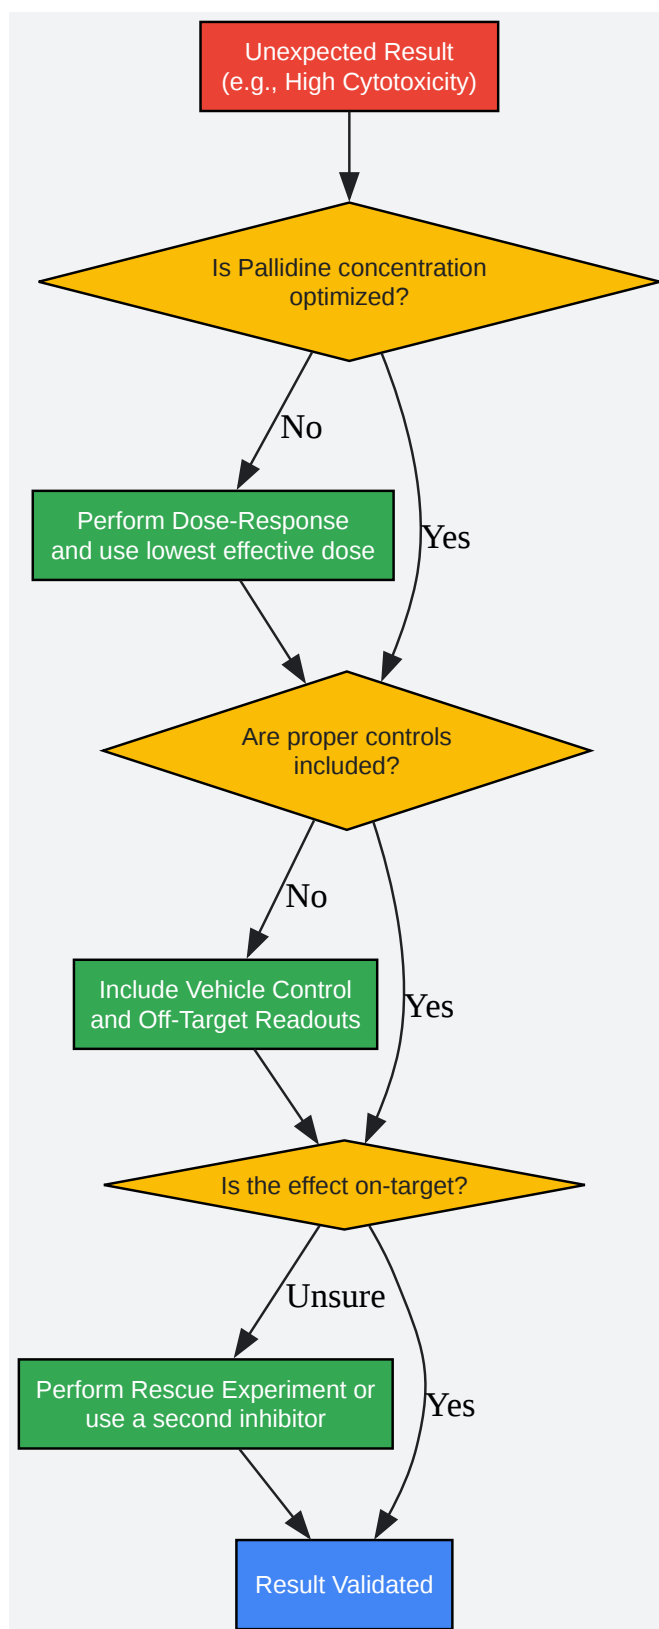 Unexpected Result
(e.g., High Cytotoxicity)
Is Pallidine concentration
optimized?
No
Perform Dose-Response
and use lowest effective dose
Yes
Are proper controls
included?
No
Include Vehicle Control
and Off-Target Readouts
Yes
Is the effect on-target?
Unsure
Perform Rescue Experiment or
use a second inhibitor
Yes
Result Validated